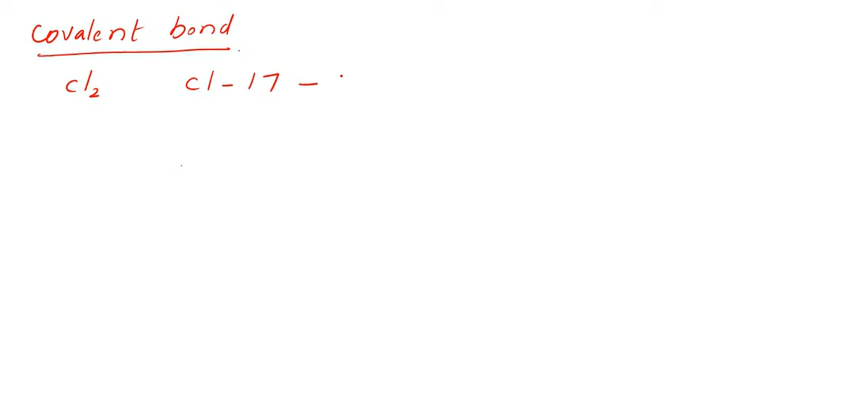 covalent bond
cl₂ cl - 17 -